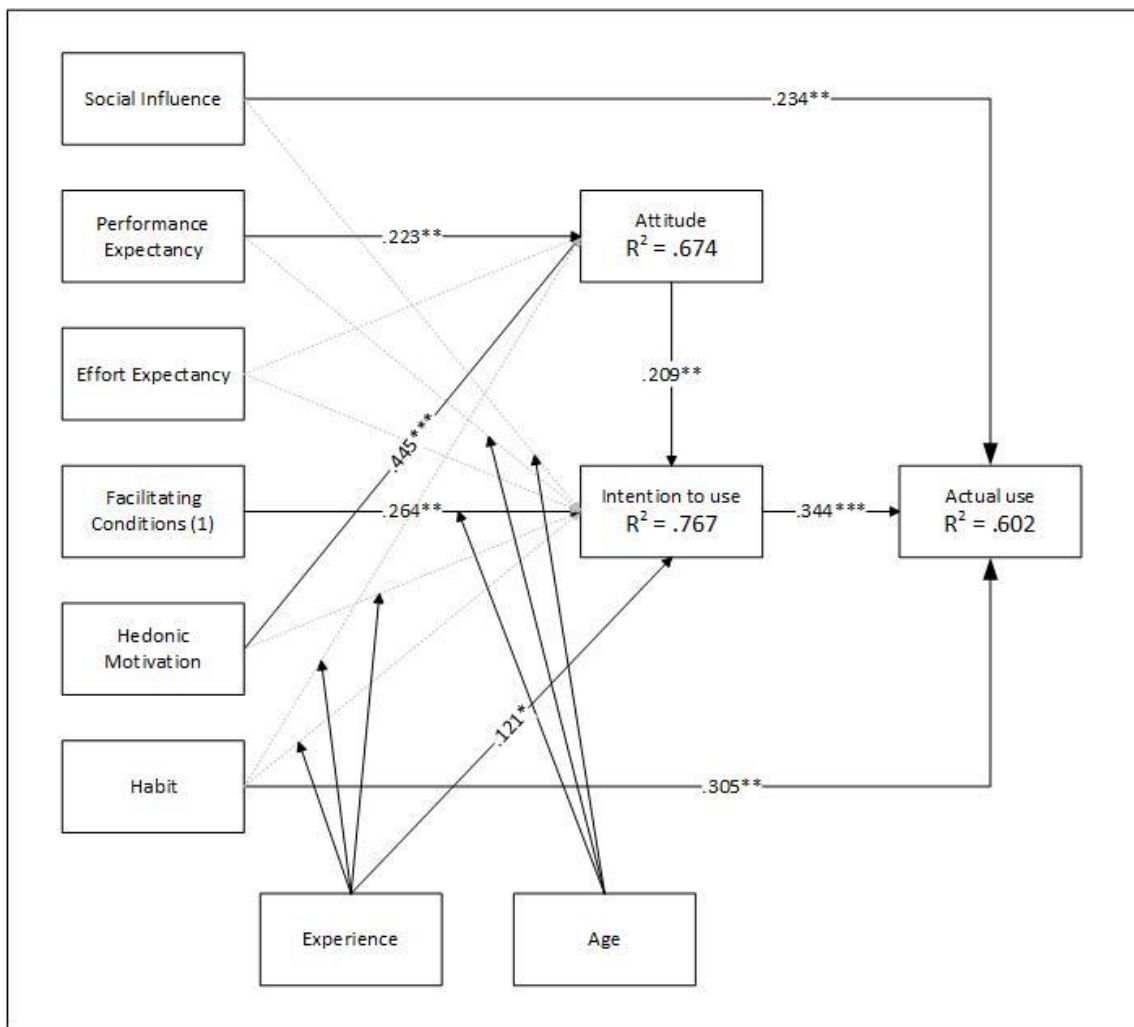 Social Influence
.234**
Performance
Expectancy
.223**
Attitude
R² = .674
Effort Expectancy
.209**
.445***
Facilitating
Conditions (1)
.264**
Intention to use
R² = .767
.344***
Actual use
R² = .602
Hedonic
Motivation
.121*
Habit
.305**
Experience
Age